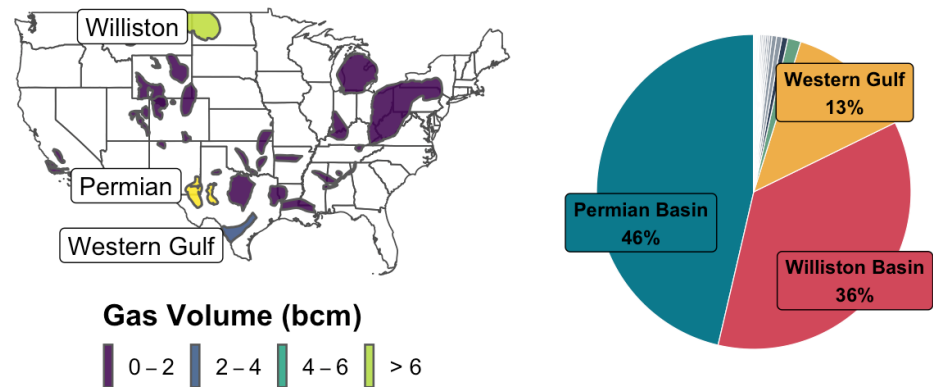 Williston
Permian
Western Gulf
Gas Volume (bcm)
0 – 2
2 – 4
4 – 6
> 6
Western Gulf
13%
Permian Basin
46%
Williston Basin
36%